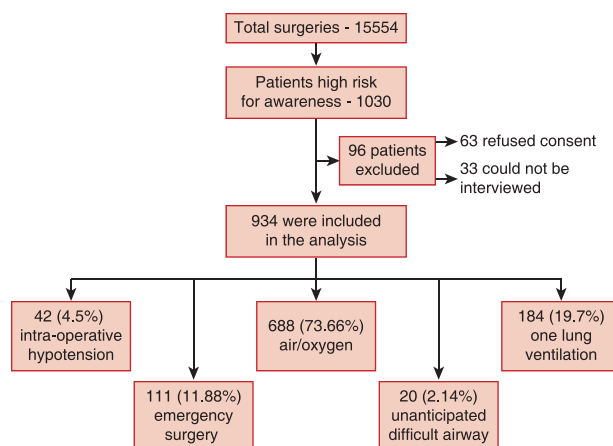 Total surgeries - 15554
Patients high risk
for awareness - 1030
96 patients
excluded
63 refused consent
33 could not be
interviewed
934 were included
in the analysis
42 (4.5%)
intra-operative
hypotension
688 (73.66%)
air/oxygen
184 (19.7%)
one lung
ventilation
111 (11.88%)
emergency
surgery
20 (2.14%)
unanticipated
difficult airway